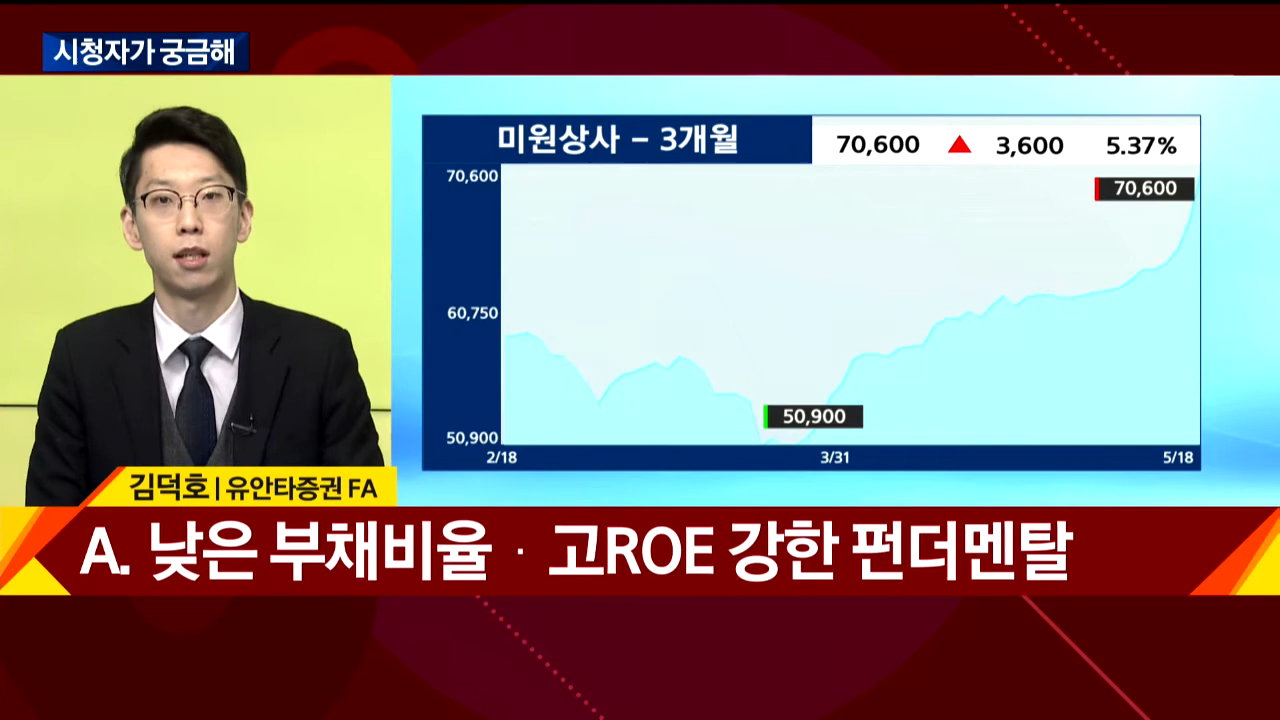 시청자가 궁금해
미원상사 – 3개월
70,600 ▲ 3,600 5.37%
70,600
70,600
60,750
50,900
50,900
2/18 3/31 5/18
김덕호 | 유안타증권 FA
A. 낮은 부채비율 · 고ROE 강한 펀더멘탈